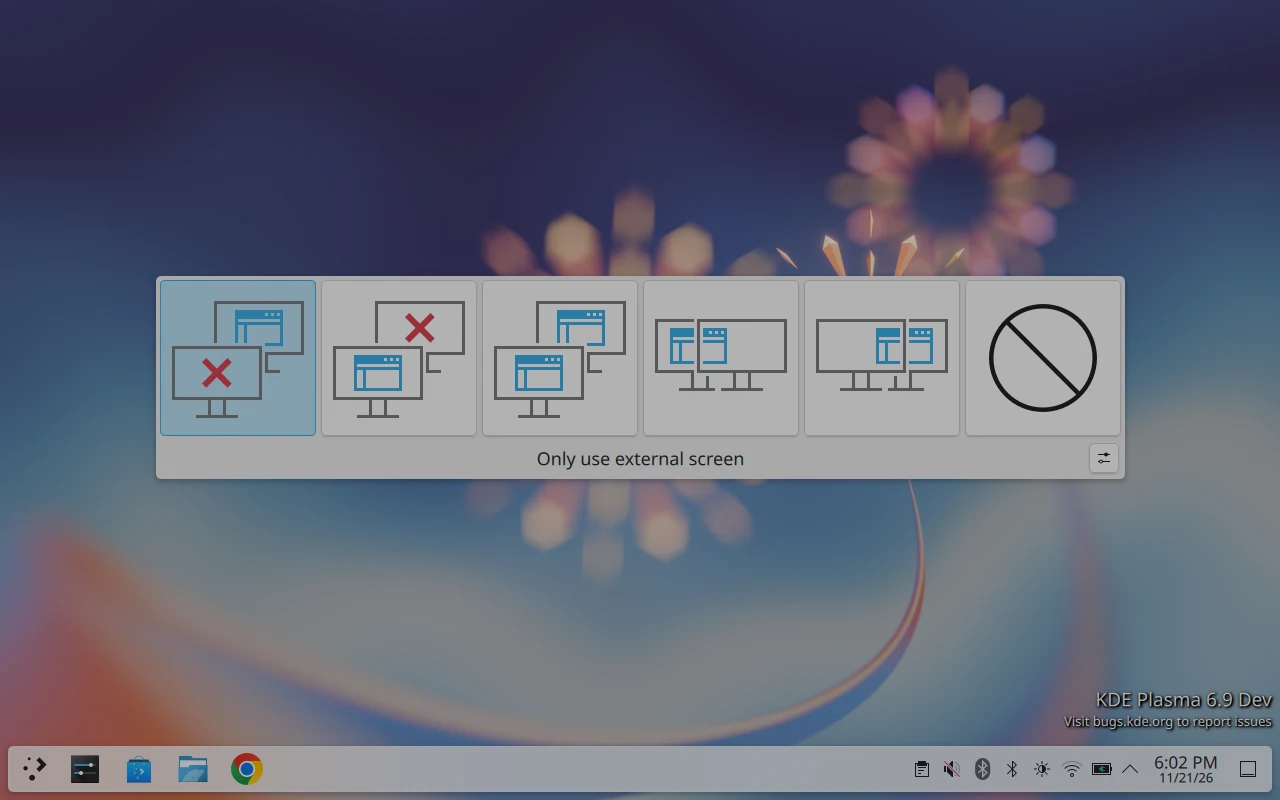 Only use external screen
KDE Plasma 6.9 Dev
Visit bugs.kde.org to report issues
6:02 PM
11/21/26